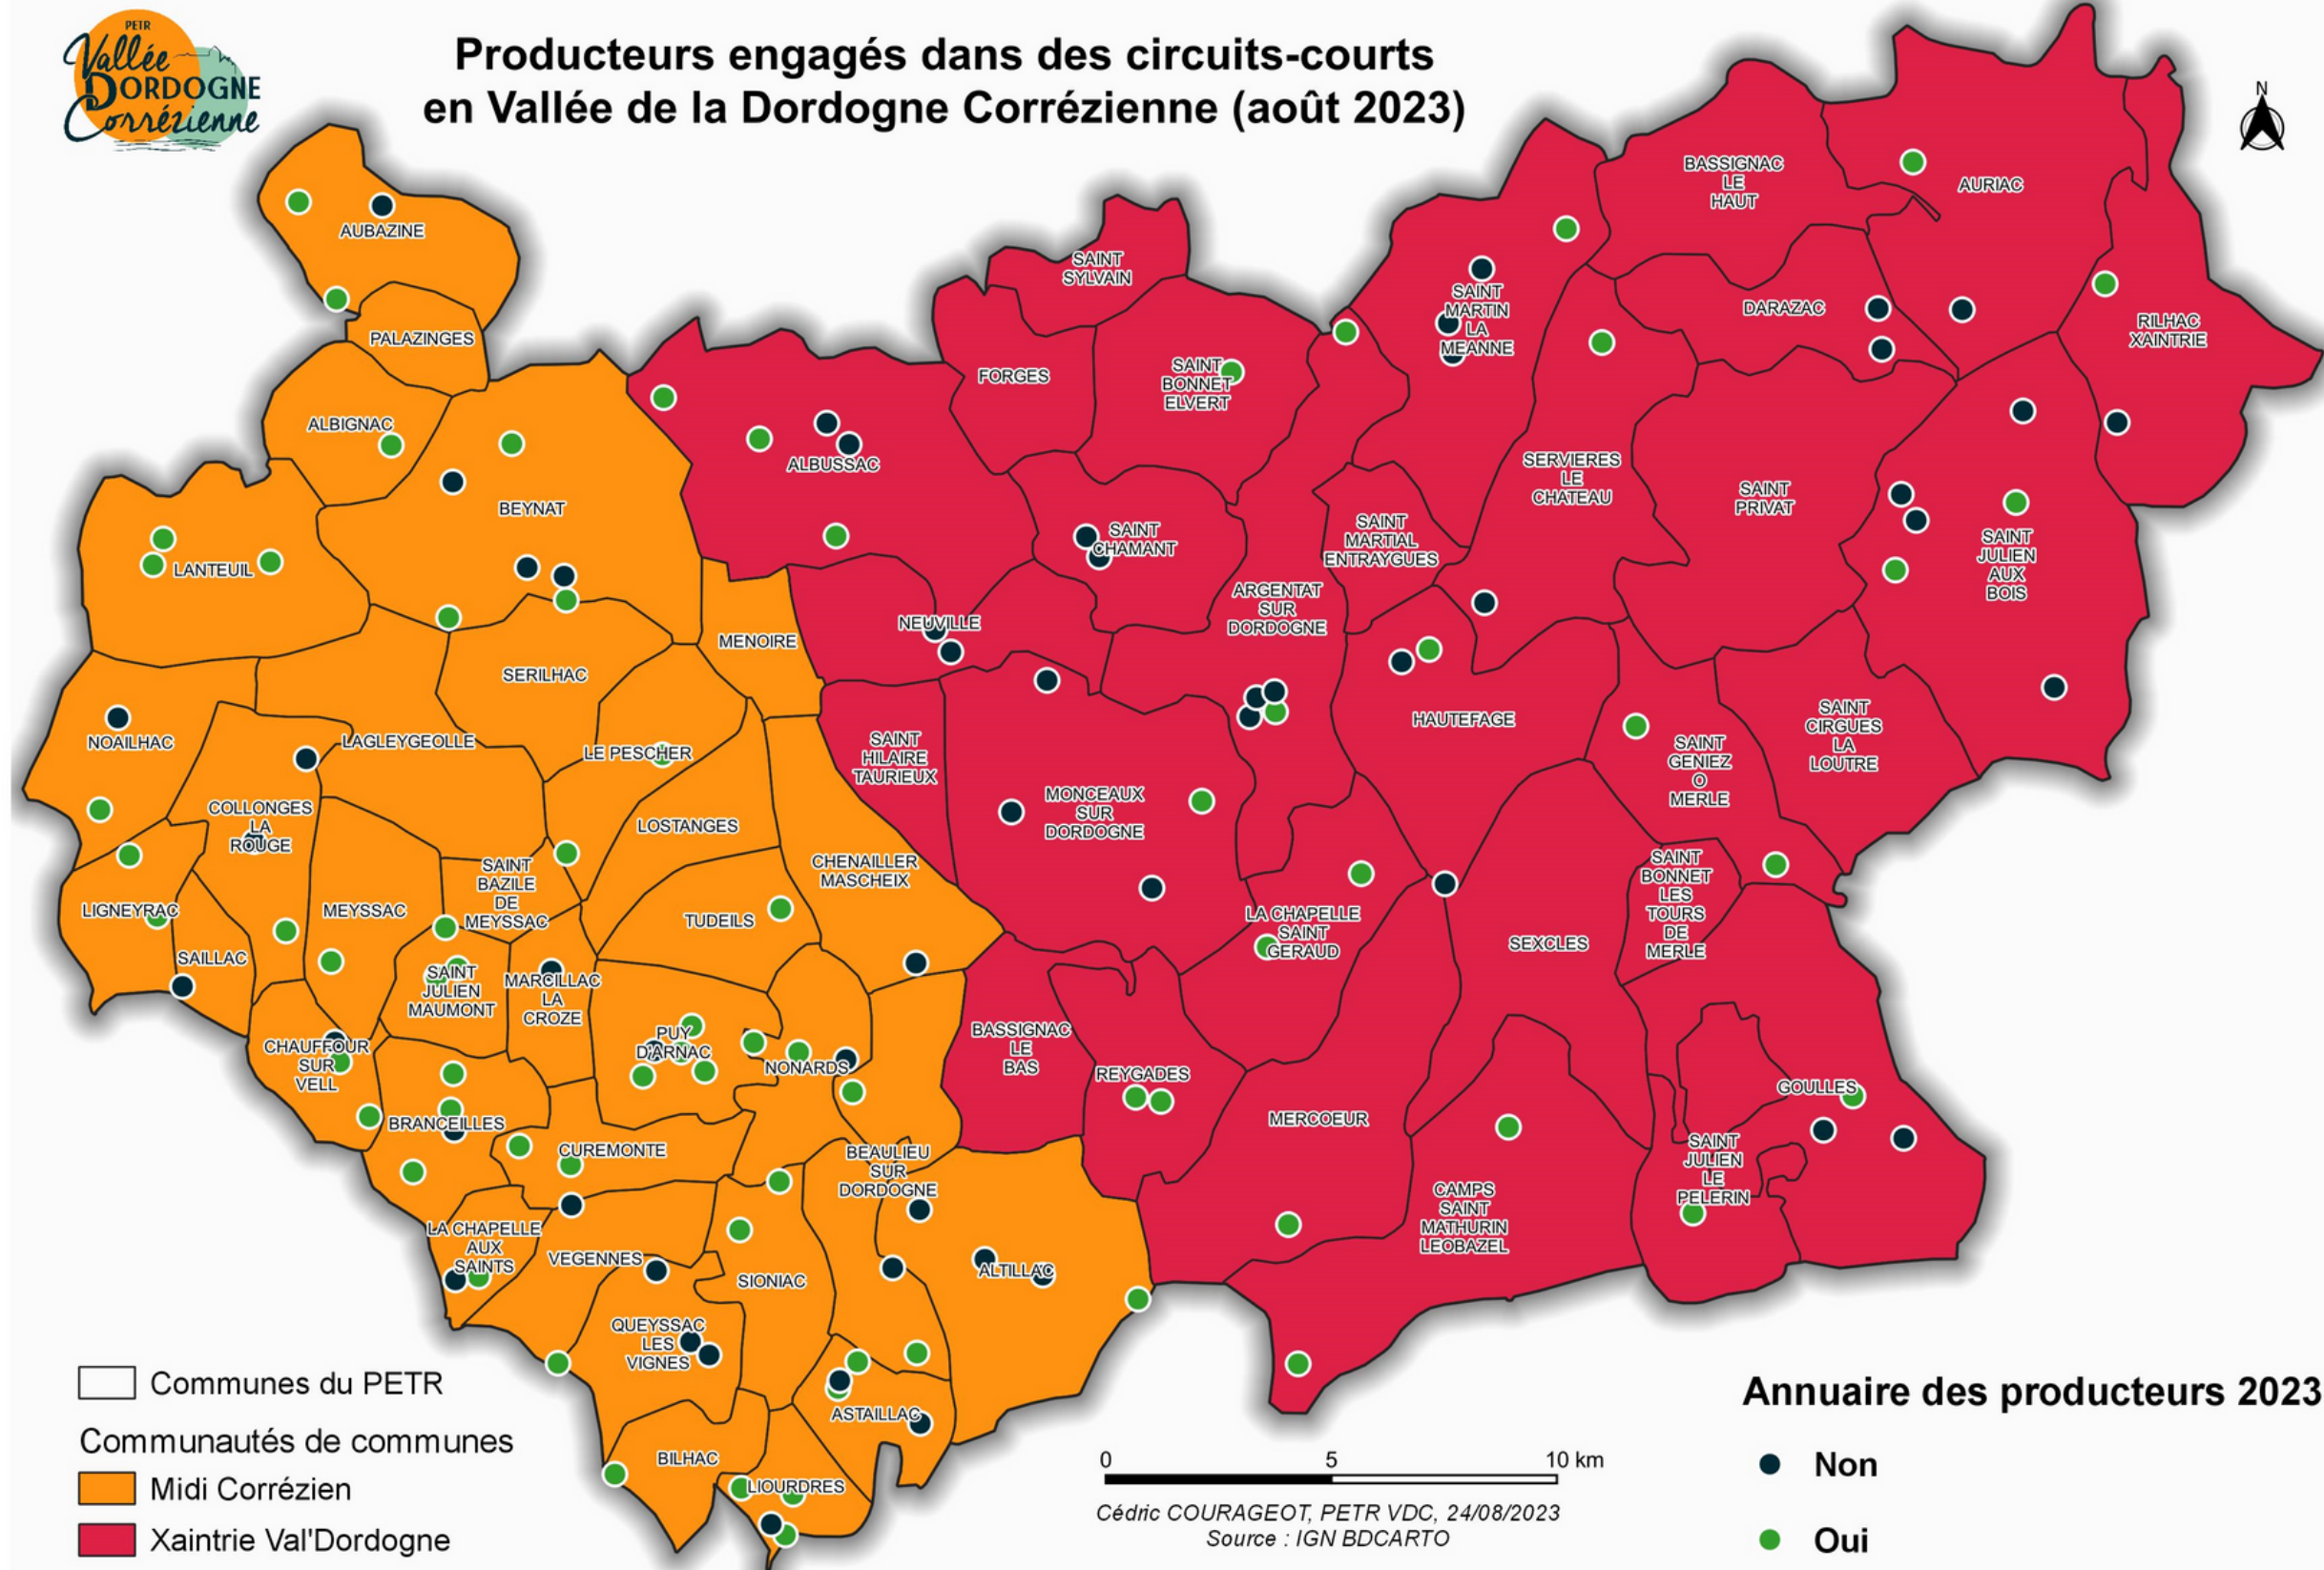 PETR
Vallée
DORDOGNE
Corrézienne
Producteurs engagés dans des circuits-courts
en Vallée de la Dordogne Corrézienne (août 2023)
N
AUBAZINE
PALAZINGES
ALBIGNAC
BEYNAT
LANTEUIL
MENOIRE
SERILHAC
NOAILHAC
LAGLEYGEOLLE
LE PESCHER
COLLONGES
LA
ROUGE
LOSTANGES
CHENAILLER
MASCHEIX
SAINT
BAZILE
DE
MEYSSAC
LIGNEYRAC
MEYSSAC
TUDEILS
SAILLAC
SAINT
JULIEN
MAUMONT
MARCILLAC
LA
CROZE
CHAUFFOUR
SUR
VELL
PUY
D'ARNAC
NONARDS
BRANCEILLES
CUREMONTE
BEAULIEU
SUR
DORDOGNE
LA CHAPELLE
AUX
SAINTS
VEGENNES
SIONIAC
ALTILLAC
QUEYSSAC
LES
VIGNES
ASTAILLAC
BILHAC
LIOURDRES
SAINT
SYLVAIN
FORGES
SAINT
BONNET
ELVERT
ALBUSSAC
SAINT
CHAMANT
NEUVILLE
ARGENTAT
SUR
DORDOGNE
SAINT
MARTIAL
ENTRAYGUES
SAINT
MARTIN
LA
MEANNE
BASSIGNAC
LE
HAUT
AURIAC
DARAZAC
RILHAC
XAINTRIE
SERVIERES
LE
CHATEAU
SAINT
PRIVAT
SAINT
JULIEN
AUX
BOIS
SAINT
HILAIRE
TAURIEUX
MONCEAUX
SUR
DORDOGNE
HAUTEFAGE
SAINT
GENIEZ
O
MERLE
SAINT
CIRGUES
LA
LOUTRE
LA CHAPELLE
SAINT
GERAUD
SEXCLES
SAINT
BONNET
LES
TOURS
DE
MERLE
BASSIGNAC
LE
BAS
REYGADES
MERCOEUR
GOULLES
SAINT
JULIEN
LE
PELERIN
CAMPS
SAINT
MATHURIN
LEOBAZEL
Communes du PETR
Communautés de communes
Midi Corrézien
Xaintrie Val'Dordogne
0 5 10 km
Cédric COURAGEOT, PETR VDC, 24/08/2023
Source : IGN BDCARTO
Annuaire des producteurs 2023
Non
Oui